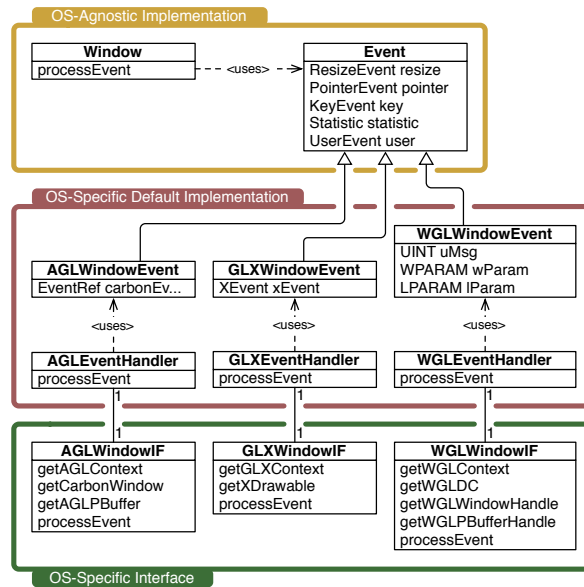 OS-Agnostic Implementation
Window
processEvent
<uses>
Event
ResizeEvent resize
PointerEvent pointer
KeyEvent key
Statistic statistic
UserEvent user
OS-Specific Default Implementation
AGLWindowEvent
EventRef carbonEv...
GLXWindowEvent
XEvent xEvent
WGLWindowEvent
UINT uMsg
WPARAM wParam
LPARAM lParam
<uses>
<uses>
<uses>
AGLEventHandler
processEvent
GLXEventHandler
processEvent
WGLEventHandler
processEvent
1
1
1
1
1
1
AGLWindowIF
getAGLContext
getCarbonWindow
getAGLPBuffer
processEvent
GLXWindowIF
getGLXContext
getXDrawable
processEvent
WGLWindowIF
getWGLContext
getWGLDC
getWGLWindowHandle
getWGLPBufferHandle
processEvent
OS-Specific Interface